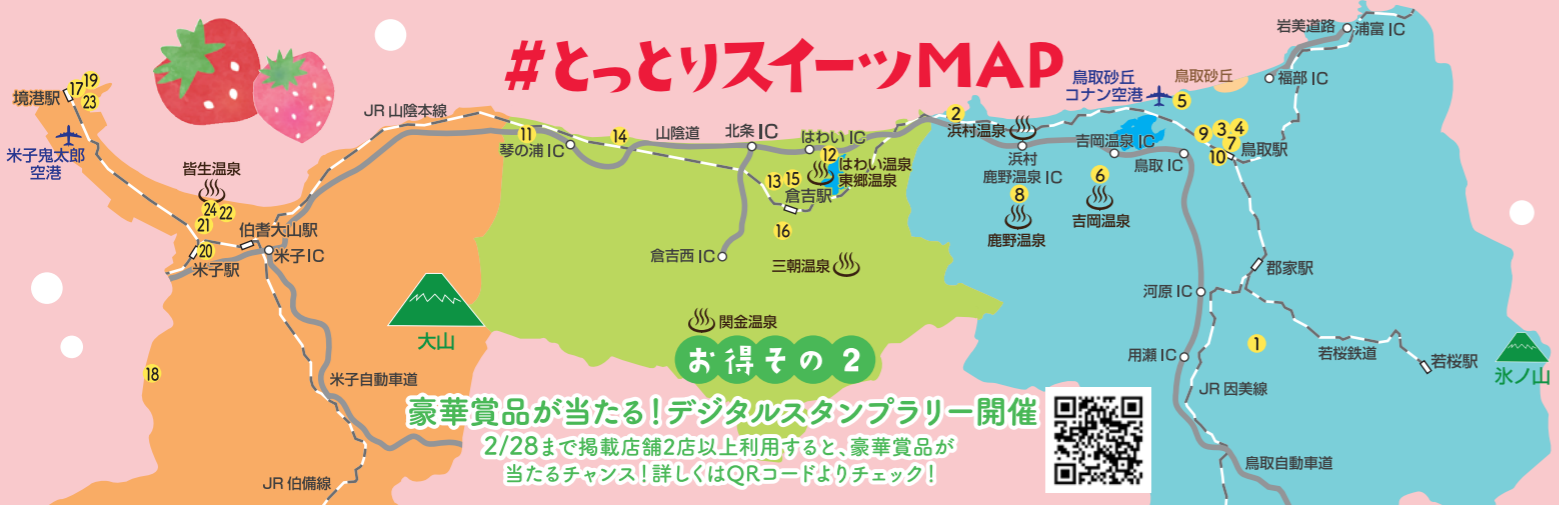 #とっとりスイーツMAP
境港駅
17
19
23
米子鬼太郎
空港
皆生温泉
24
22
21
20
米子駅
伯耆大山駅
米子IC
JR 山陰本線
大山
18
米子自動車道
JR 伯備線
11
琴の浦 IC
14
山陰道
北条 IC
はわい IC
12
はわい温泉
東郷温泉
13
15
倉吉駅
16
倉吉西 IC
三朝温泉
関金温泉
2
浜村温泉
浜村
鹿野温泉 IC
8
鹿野温泉
吉岡温泉 IC
6
吉岡温泉
鳥取 IC
鳥取砂丘
コナン空港
鳥取砂丘
5
9
3
4
7
10
鳥取駅
岩美道路
浦富 IC
福部 IC
郡家駅
河原 IC
用瀬 IC
1
若桜鉄道
若桜駅
氷ノ山
JR 因美線
鳥取自動車道
お得その2
豪華賞品が当たる！デジタルスタンプラリー開催
2/28まで掲載店舗2店以上利用すると、豪華賞品が
当たるチャンス！詳しくはQRコードよりチェック！